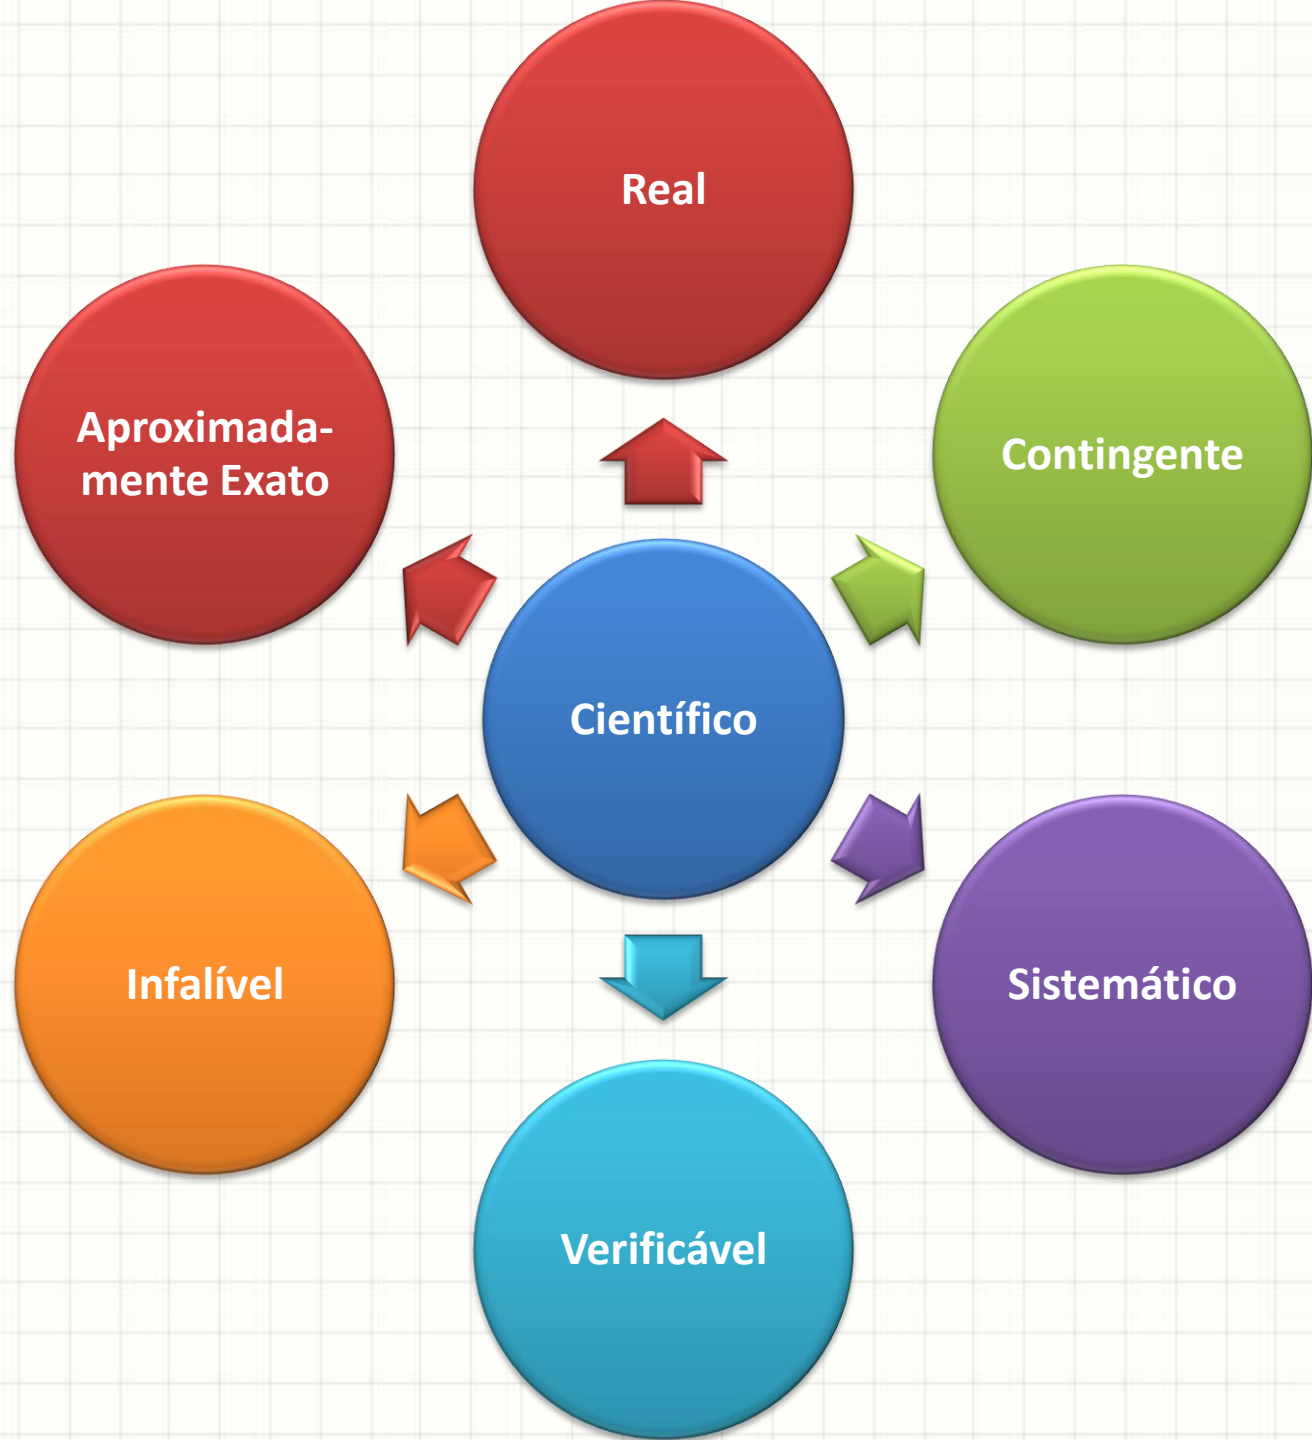 Real
Aproximada-
mente Exato
Contingente
Científico
Infalível
Sistemático
Verificável